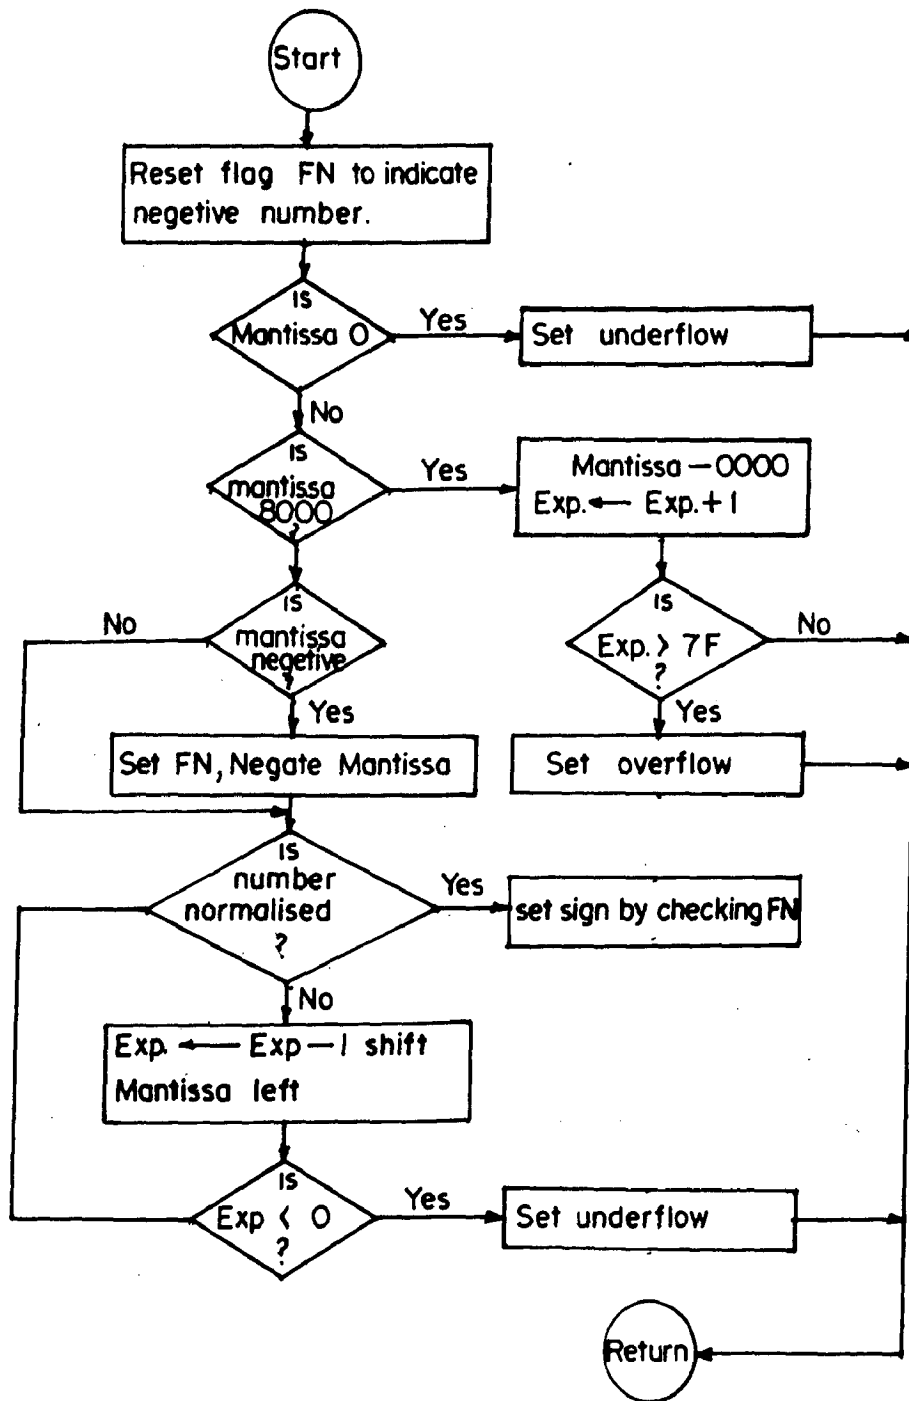 Start
Reset flag FN to indicate
negetive number.
is
Mantissa 0
Yes
Set underflow
No
is
mantissa
8000
?
Yes
Mantissa — 0000
Exp. ← Exp. + 1
is
mantissa
negetive
?
No
Yes
is
Exp. > 7F
?
No
Yes
Set FN, Negate Mantissa
Set overflow
is
number
normalised
?
Yes
set sign by checking FN
No
Exp. ← Exp — 1 shift
Mantissa left
is
Exp < 0
?
Yes
Set underflow
Return